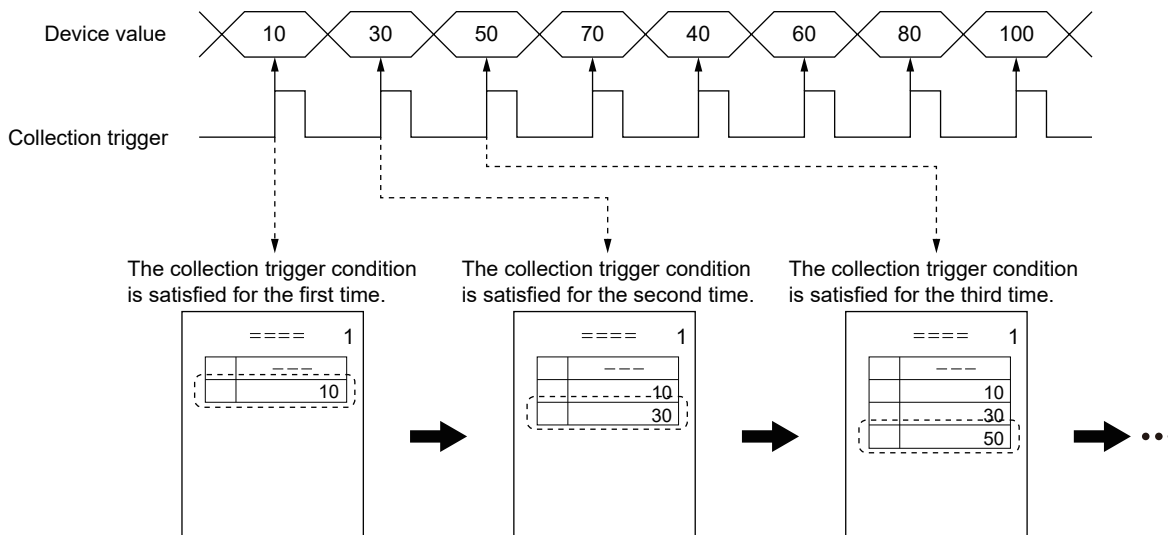 Device value 10 30 50 70 40 60 80 100
Collection trigger
The collection trigger condition
is satisfied for the first time.
The collection trigger condition
is satisfied for the second time.
The collection trigger condition
is satisfied for the third time.
==== 1
–––
10
==== 1
–––
10
30
==== 1
–––
10
30
50
•••